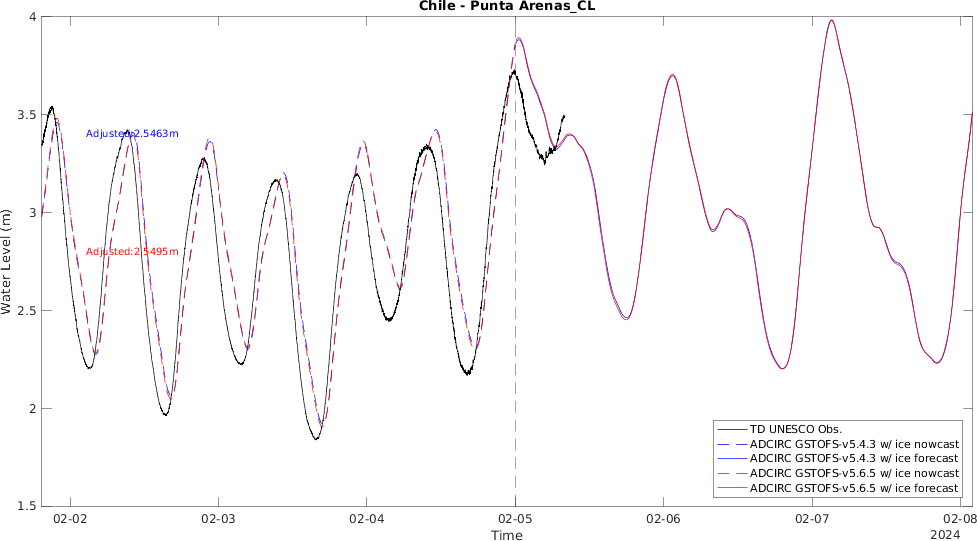 Chile - Punta Arenas_CL
4
3.5
3
2.5
2
1.5
Water Level (m)
Adjusted:2.5463m
Adjusted:2.5495m
TD UNESCO Obs.
ADCIRC GSTOFS-v5.4.3 w/ ice nowcast
ADCIRC GSTOFS-v5.4.3 w/ ice forecast
ADCIRC GSTOFS-v5.6.5 w/ ice nowcast
ADCIRC GSTOFS-v5.6.5 w/ ice forecast
02-02 02-03 02-04 02-05 02-06 02-07 02-08
Time 2024